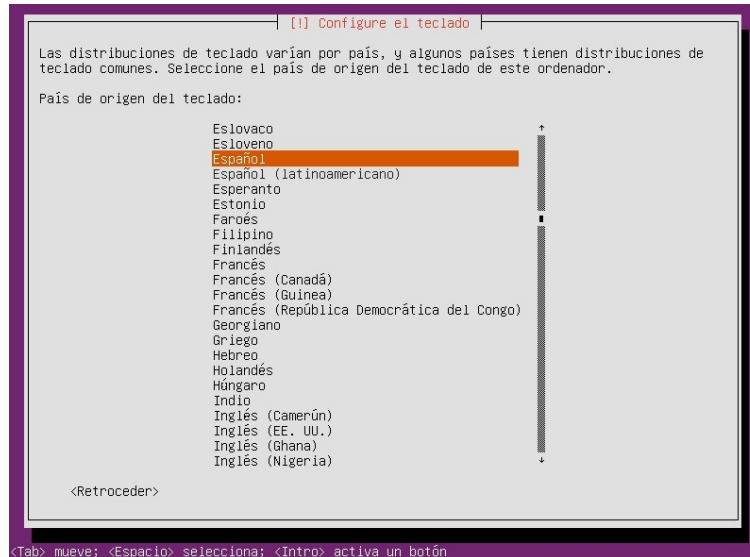 [!] Configure el teclado
Las distribuciones de teclado varían por país, y algunos países tienen distribuciones de
teclado comunes. Seleccione el país de origen del teclado de este ordenador.
País de origen del teclado:
Eslovaco
Esloveno
Español
Español (latinoamericano)
Esperanto
Estonio
Faroés
Filipino
Finlandés
Francés
Francés (Canadá)
Francés (Guinea)
Francés (República Democrática del Congo)
Georgiano
Griego
Hebreo
Holandés
Húngaro
Indio
Inglés (Camerún)
Inglés (EE. UU.)
Inglés (Ghana)
Inglés (Nigeria)
<Retroceder>
<Tab> mueve; <Espacio> selecciona; <Intro> activa un botón